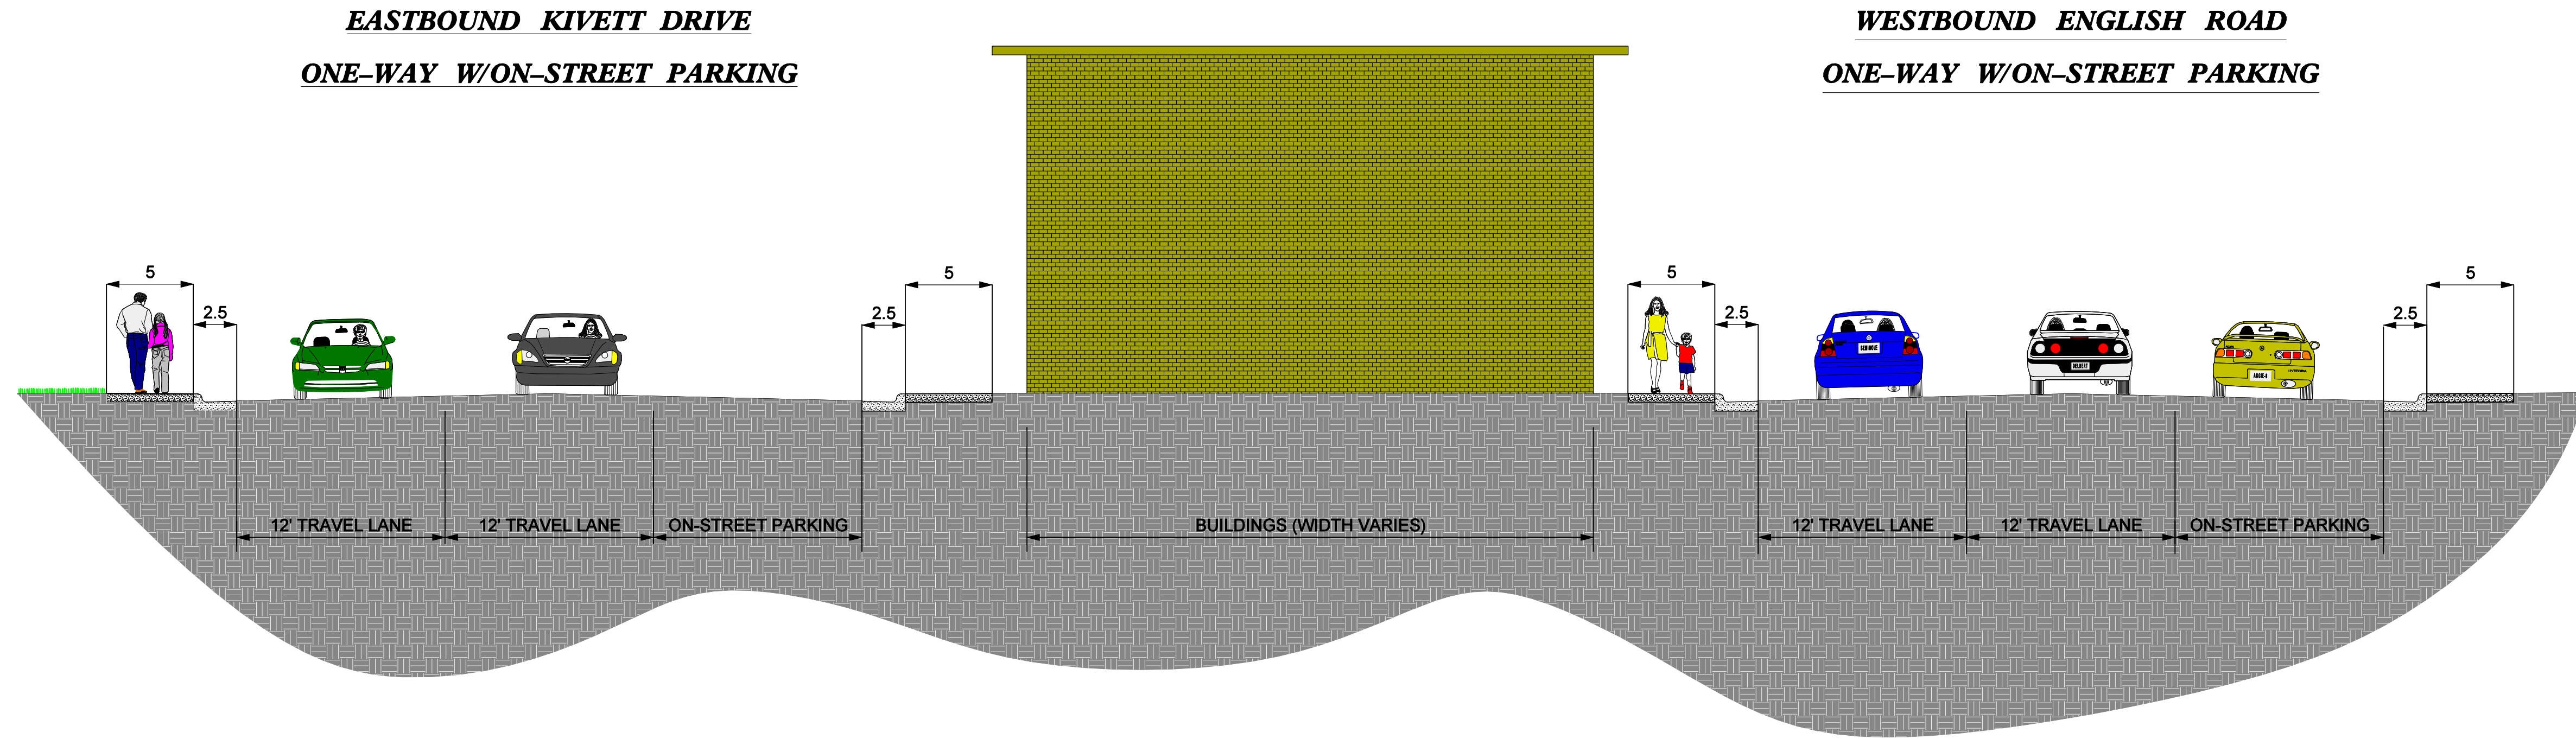 EASTBOUND KIVETT DRIVE
ONE–WAY W/ON–STREET PARKING
WESTBOUND ENGLISH ROAD
ONE–WAY W/ON–STREET PARKING
5
2.5
2.5
5
5
2.5
2.5
5
12' TRAVEL LANE
12' TRAVEL LANE
ON-STREET PARKING
BUILDINGS (WIDTH VARIES)
12' TRAVEL LANE
12' TRAVEL LANE
ON-STREET PARKING